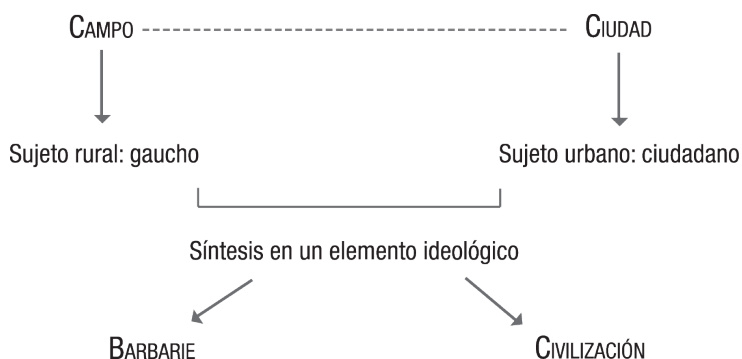 CAMPO CIUDAD
Sujeto rural: gaucho Sujeto urbano: ciudadano
Síntesis en un elemento ideológico
BARBARIE CIVILIZACIÓN